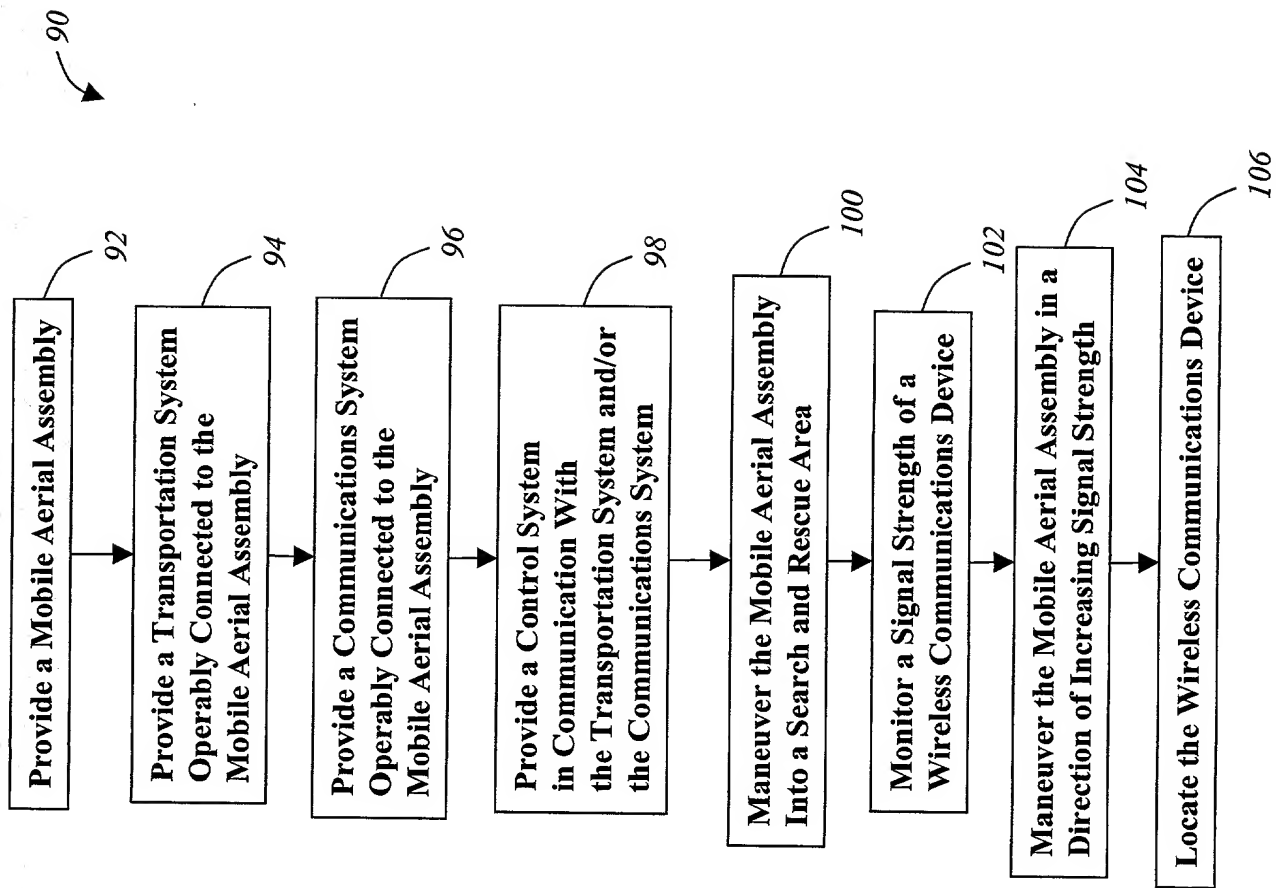 90
Provide a Mobile Aerial Assembly
92
Provide a Transportation System
Operably Connected to the
Mobile Aerial Assembly
94
Provide a Communications System
Operably Connected to the
Mobile Aerial Assembly
96
Provide a Control System
in Communication With
the Transportation System and/or
the Communications System
98
Maneuver the Mobile Aerial Assembly
Into a Search and Rescue Area
100
Monitor a Signal Strength of a
Wireless Communications Device
102
Maneuver the Mobile Aerial Assembly in a
Direction of Increasing Signal Strength
104
Locate the Wireless Communications Device
106